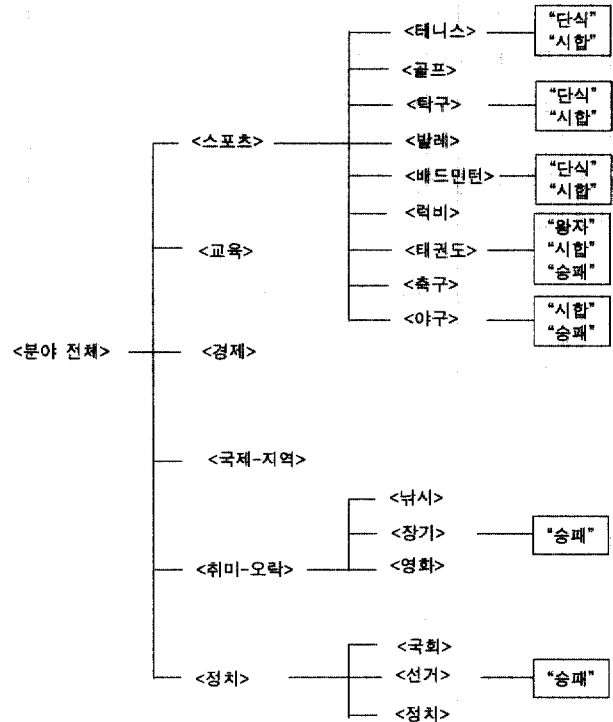 <테니스>
"단식"
"시합"
<골프>
<탁구>
"단식"
"시합"
<스포츠>
<발레>
<배드민턴>
"단식"
"시합"
<럭비>
<교육>
<태권도>
"왕자"
"시합"
"승패"
<축구>
<야구>
"시합"
"승패"
<분야 전체>
<경제>
<국제-지역>
<낚시>
<장기>
"승패"
<취미-오락>
<영화>
<국회>
<정치>
<선거>
"승패"
<정치>